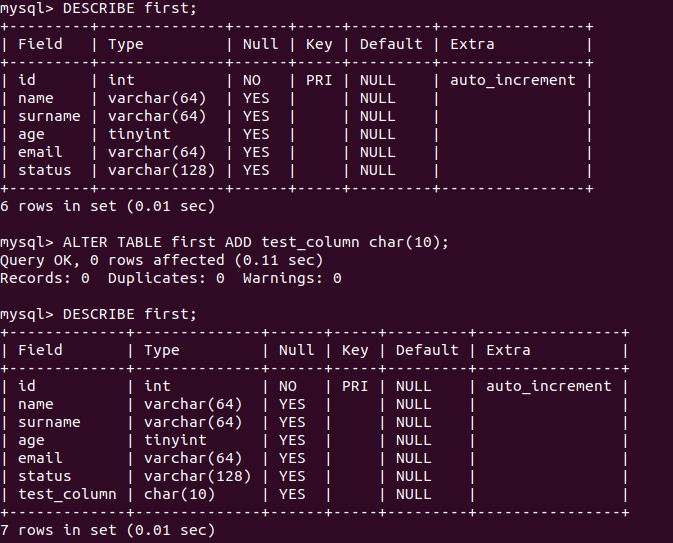 mysql> DESCRIBE first;
+---------+--------------+------+-----+---------+----------------+
| Field   | Type         | Null | Key | Default | Extra          |
+---------+--------------+------+-----+---------+----------------+
| id      | int          | NO   | PRI | NULL    | auto_increment |
| name    | varchar(64)  | YES  |     | NULL    |                |
| surname | varchar(64)  | YES  |     | NULL    |                |
| age     | tinyint      | YES  |     | NULL    |                |
| email   | varchar(64)  | YES  |     | NULL    |                |
| status  | varchar(128) | YES  |     | NULL    |                |
+---------+--------------+------+-----+---------+----------------+
6 rows in set (0.01 sec)

mysql> ALTER TABLE first ADD test_column char(10);
Query OK, 0 rows affected (0.11 sec)
Records: 0  Duplicates: 0  Warnings: 0

mysql> DESCRIBE first;
+-------------+--------------+------+-----+---------+----------------+
| Field       | Type         | Null | Key | Default | Extra          |
+-------------+--------------+------+-----+---------+----------------+
| id          | int          | NO   | PRI | NULL    | auto_increment |
| name        | varchar(64)  | YES  |     | NULL    |                |
| surname     | varchar(64)  | YES  |     | NULL    |                |
| age         | tinyint      | YES  |     | NULL    |                |
| email       | varchar(64)  | YES  |     | NULL    |                |
| status      | varchar(128) | YES  |     | NULL    |                |
| test_column | char(10)     | YES  |     | NULL    |                |
+-------------+--------------+------+-----+---------+----------------+
7 rows in set (0.01 sec)